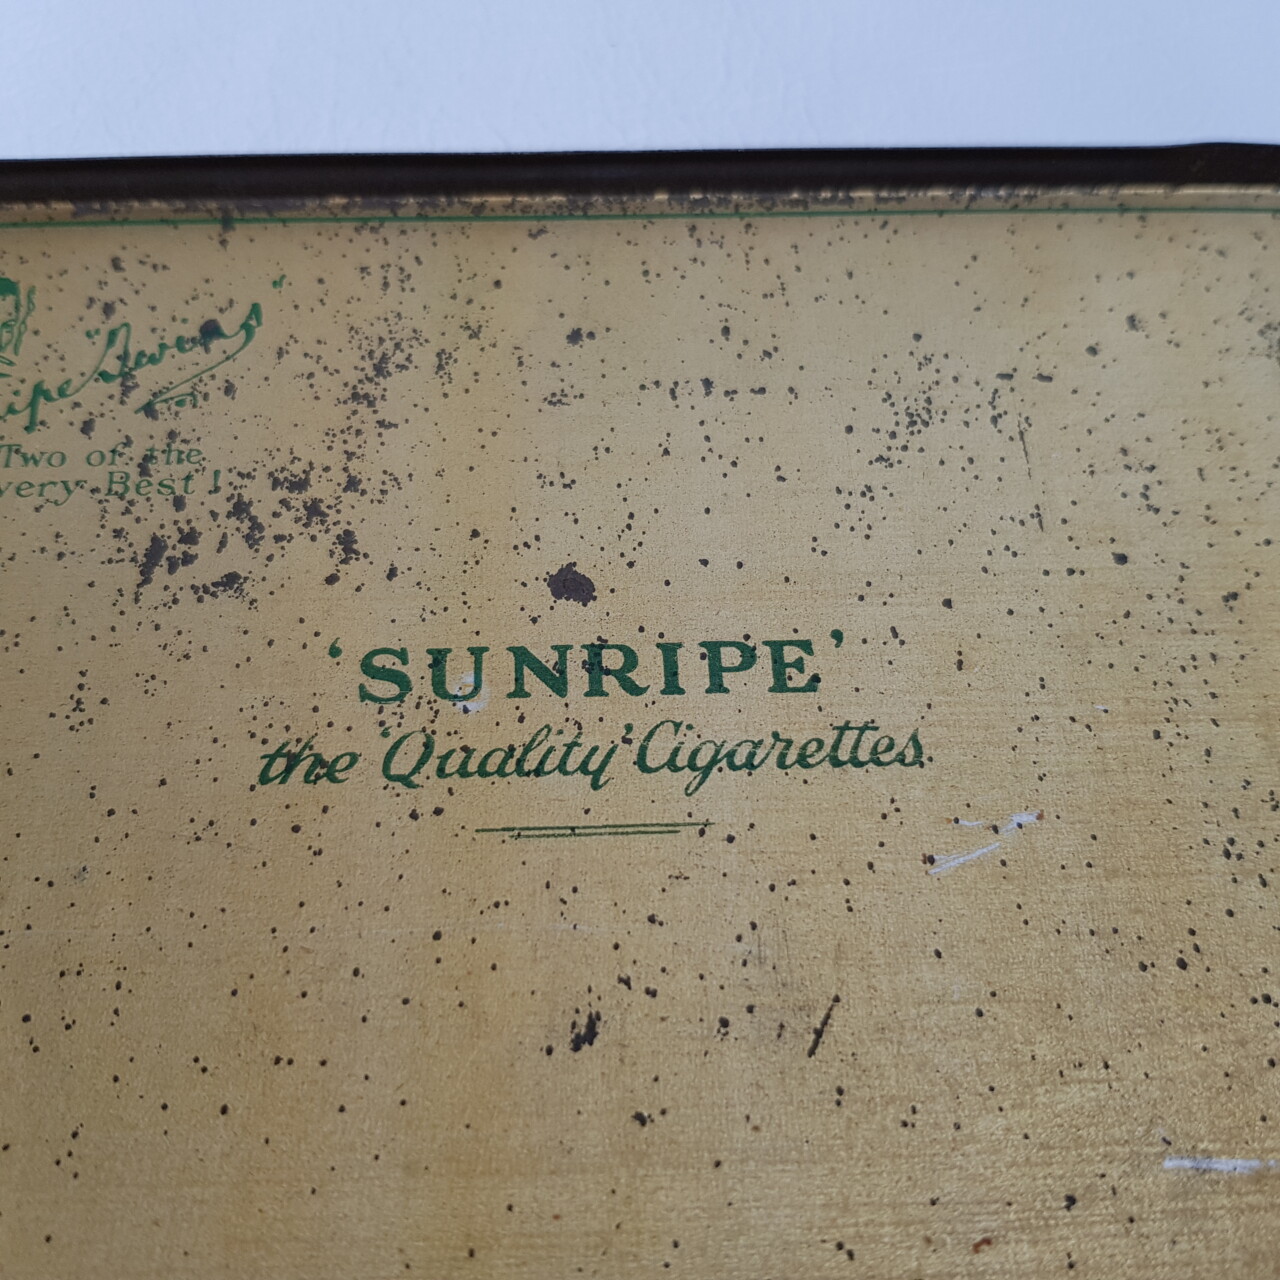 Two of the
very Best!
'SUNRIPE'
the 'Quality' Cigarettes